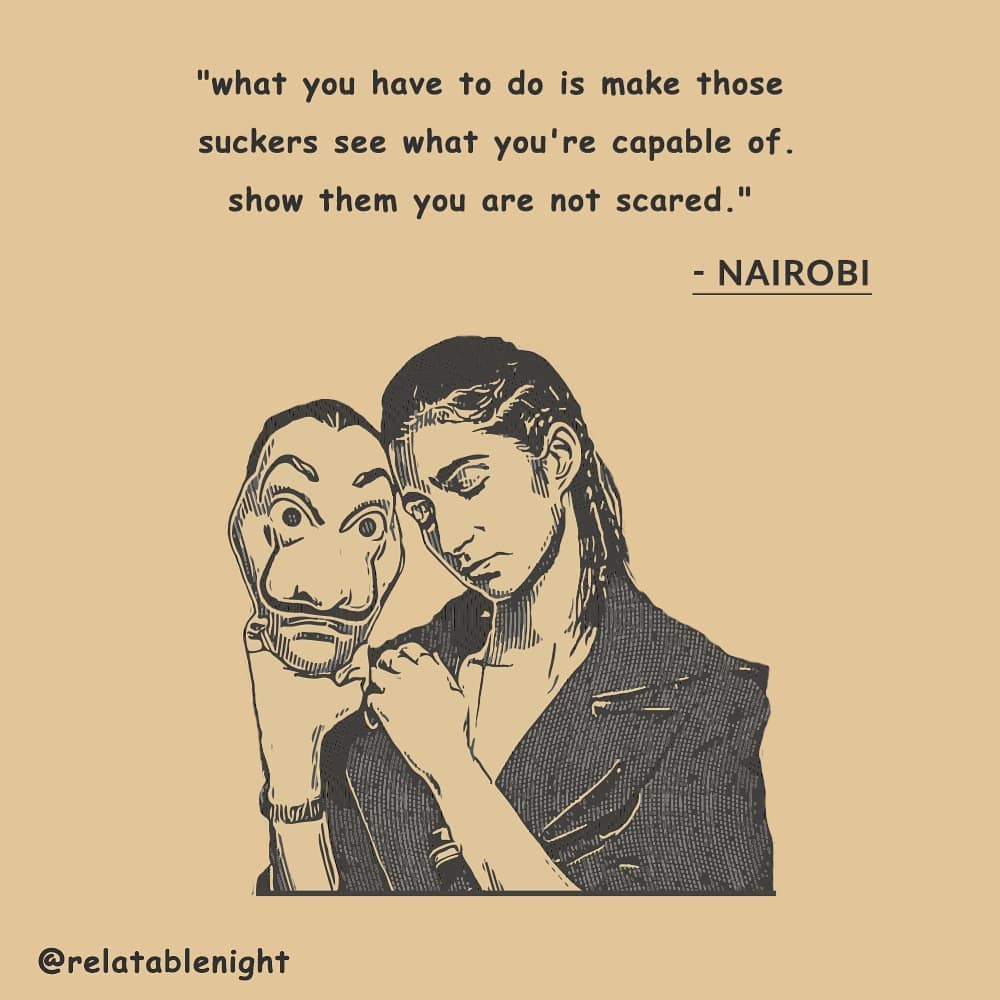 "what you have to do is make those
suckers see what you're capable of.
show them you are not scared."
- NAIROBI
@relatablenight